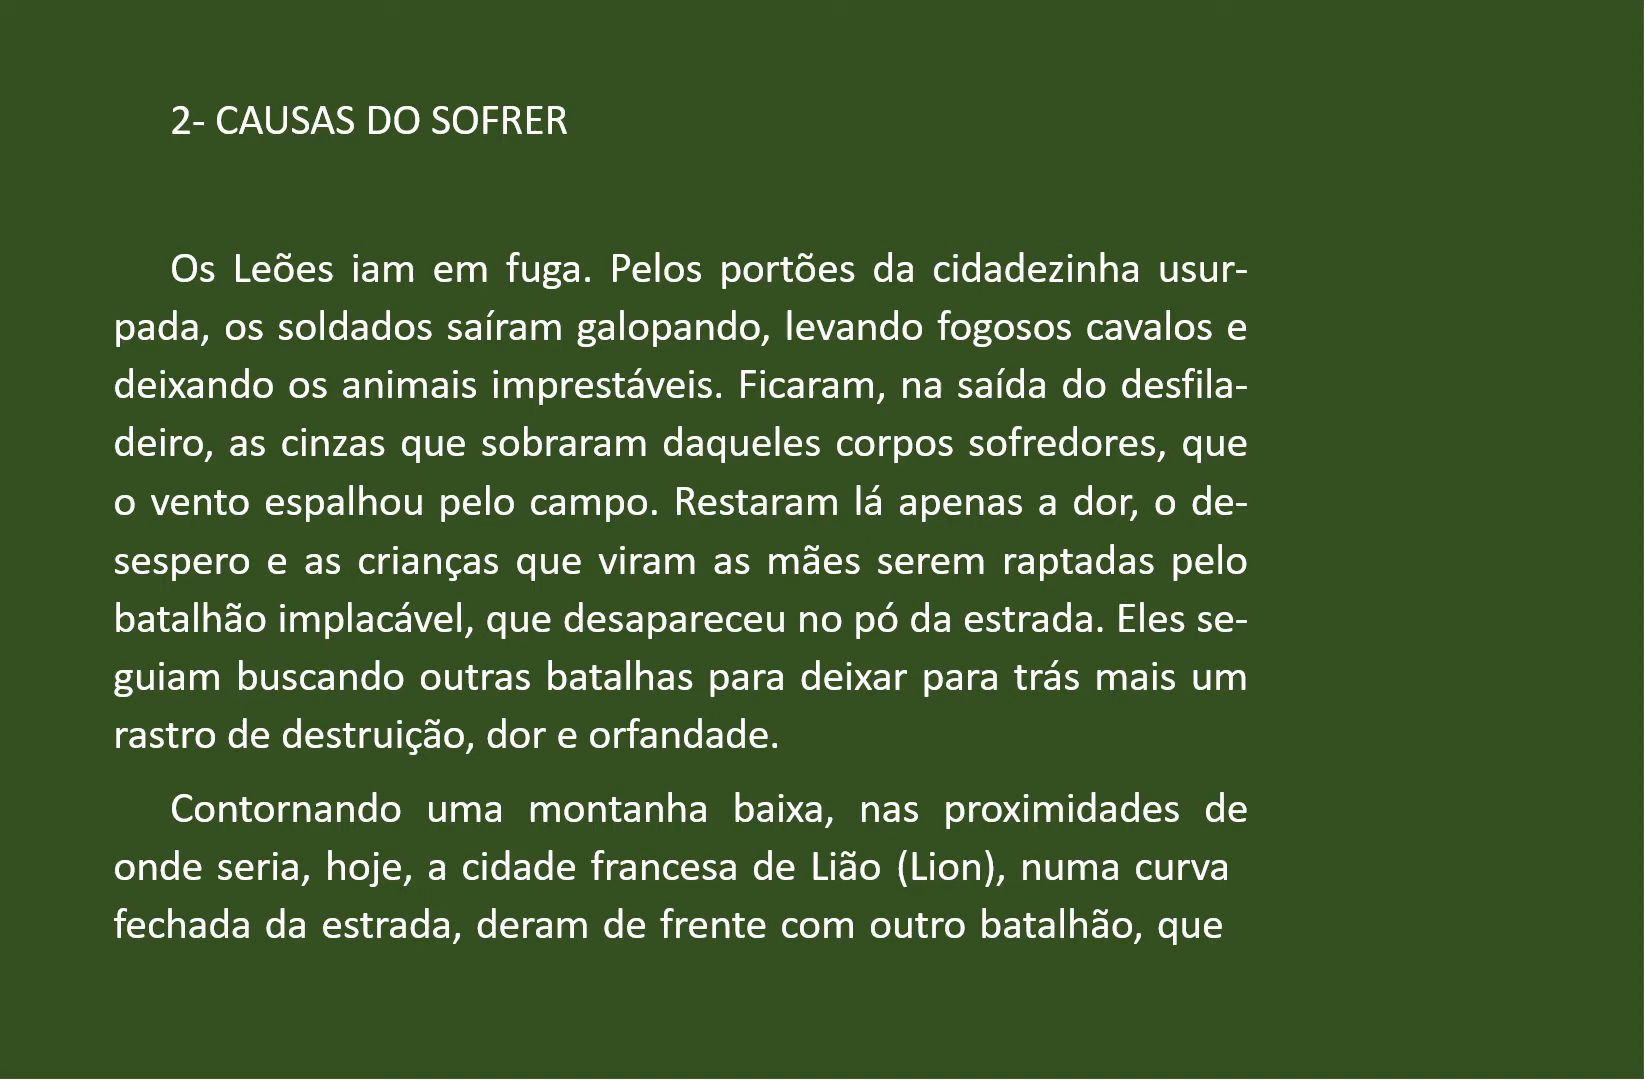 2- CAUSAS DO SOFRER
Os Leões iam em fuga. Pelos portões da cidadezinha usur-
pada, os soldados saíram galopando, levando fogosos cavalos e
deixando os animais imprestáveis. Ficaram, na saída do desfila-
deiro, as cinzas que sobraram daqueles corpos sofredores, que
o vento espalhou pelo campo. Restaram lá apenas a dor, o de-
sespero e as crianças que viram as mães serem raptadas pelo
batalhão implacável, que desapareceu no pó da estrada. Eles se-
guiam buscando outras batalhas para deixar para trás mais um
rastro de destruição, dor e orfandade.
Contornando uma montanha baixa, nas proximidades de
onde seria, hoje, a cidade francesa de Lião (Lion), numa curva
fechada da estrada, deram de frente com outro batalhão, que